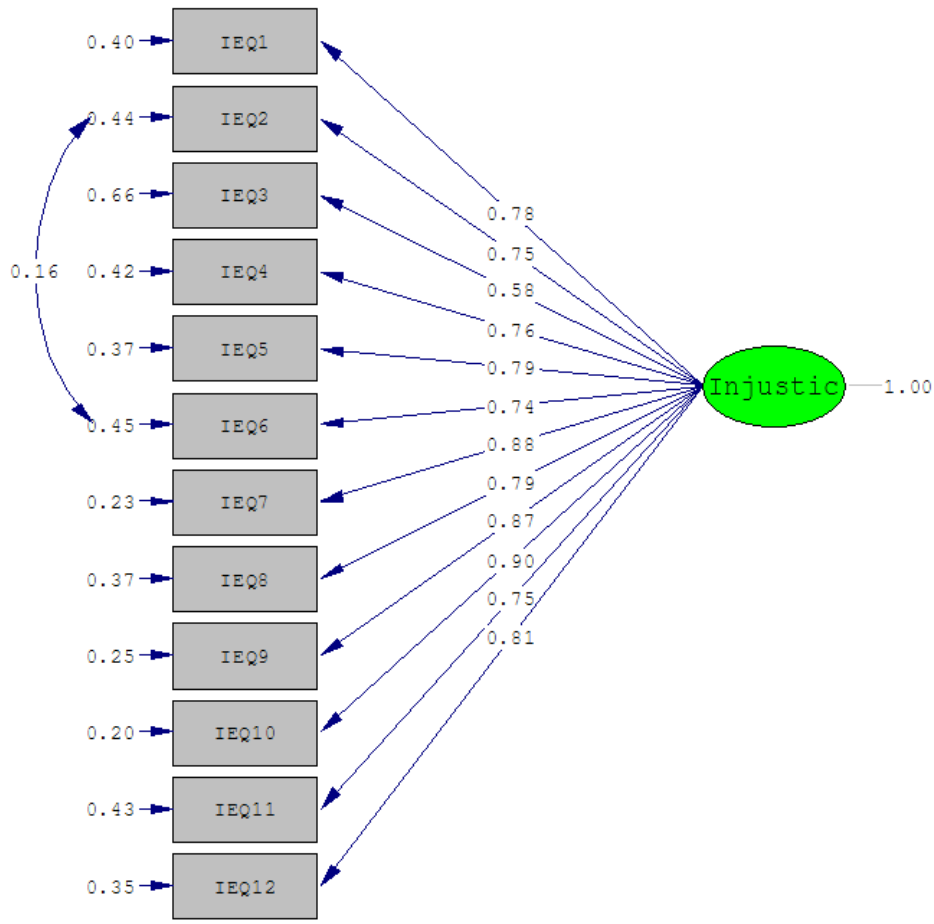 0.40 IEQ1
0.44 IEQ2
0.66 IEQ3 0.78
0.75
0.16 0.42 IEQ4 0.58
0.76
0.37 IEQ5 0.79
Injustic 1.00
0.45 IEQ6 0.74
0.88
0.23 IEQ7 0.79
0.87
0.37 IEQ8 0.90
0.75
0.25 IEQ9 0.81
0.20 IEQ10
0.43 IEQ11
0.35 IEQ12